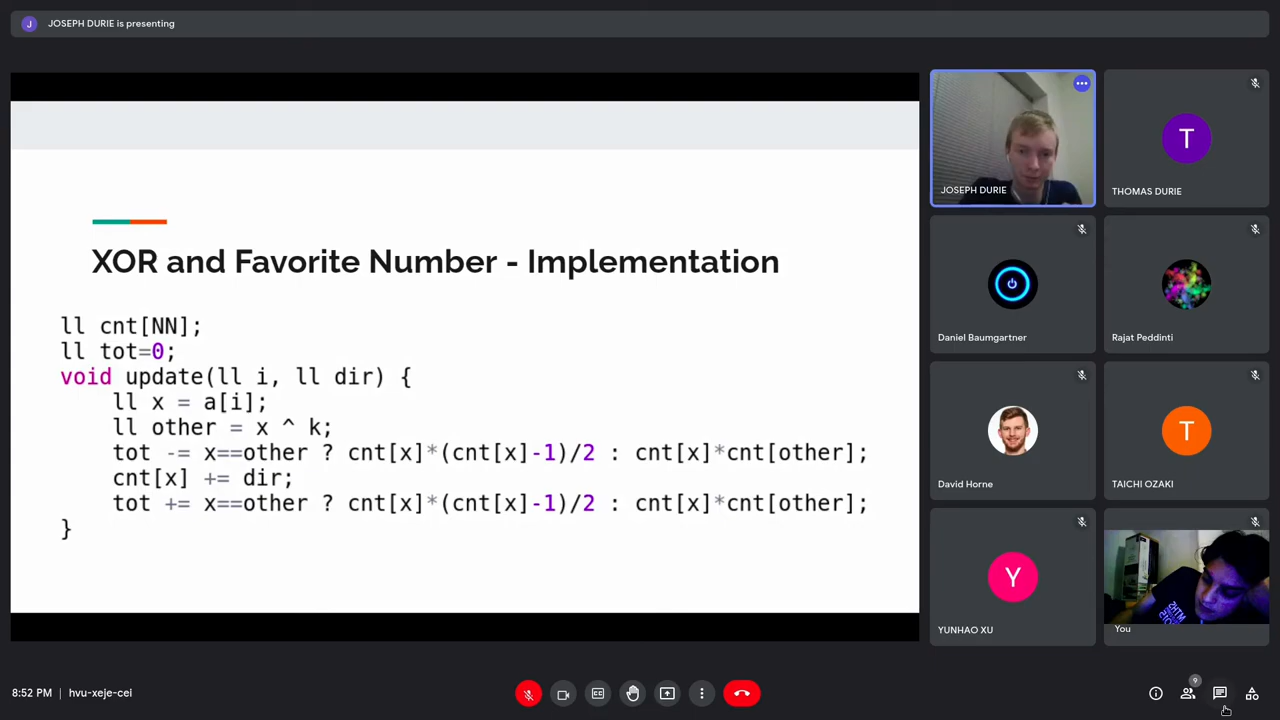 J JOSEPH DURIE is presenting
XOR and Favorite Number - Implementation
ll cnt[NN];
ll tot=0;
void update(ll i, ll dir) {
ll x = a[i];
ll other = x ^ k;
tot -= x==other ? cnt[x]*(cnt[x]-1)/2 : cnt[x]*cnt[other];
cnt[x] += dir;
tot += x==other ? cnt[x]*(cnt[x]-1)/2 : cnt[x]*cnt[other];
}
JOSEPH DURIE
T
THOMAS DURIE
Daniel Baumgartner
Rajat Peddinti
David Horne
T
TAICHI OZAKI
Y
YUNHAO XU
You
8:52 PM | hvu-xeje-cei
9